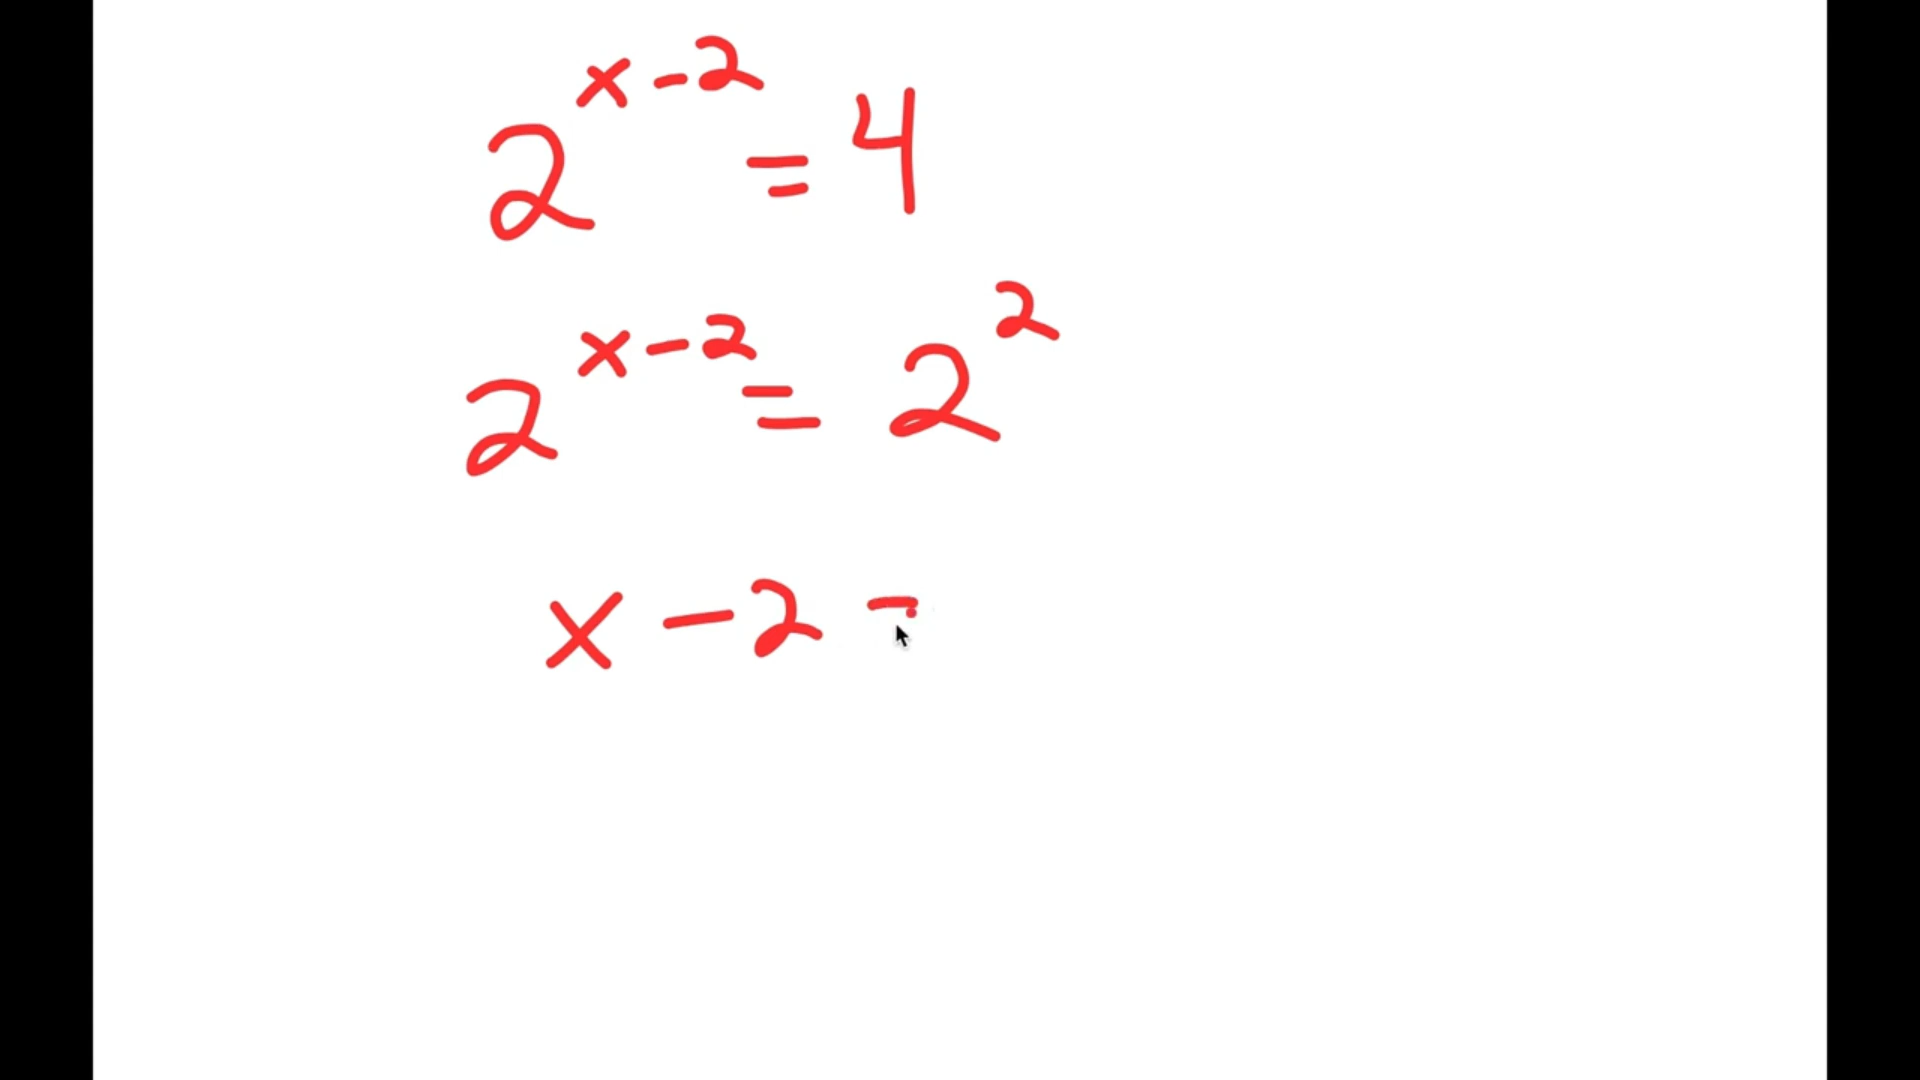 2^{x-2} = 4
2^{x-2} = 2^2
x - 2 =